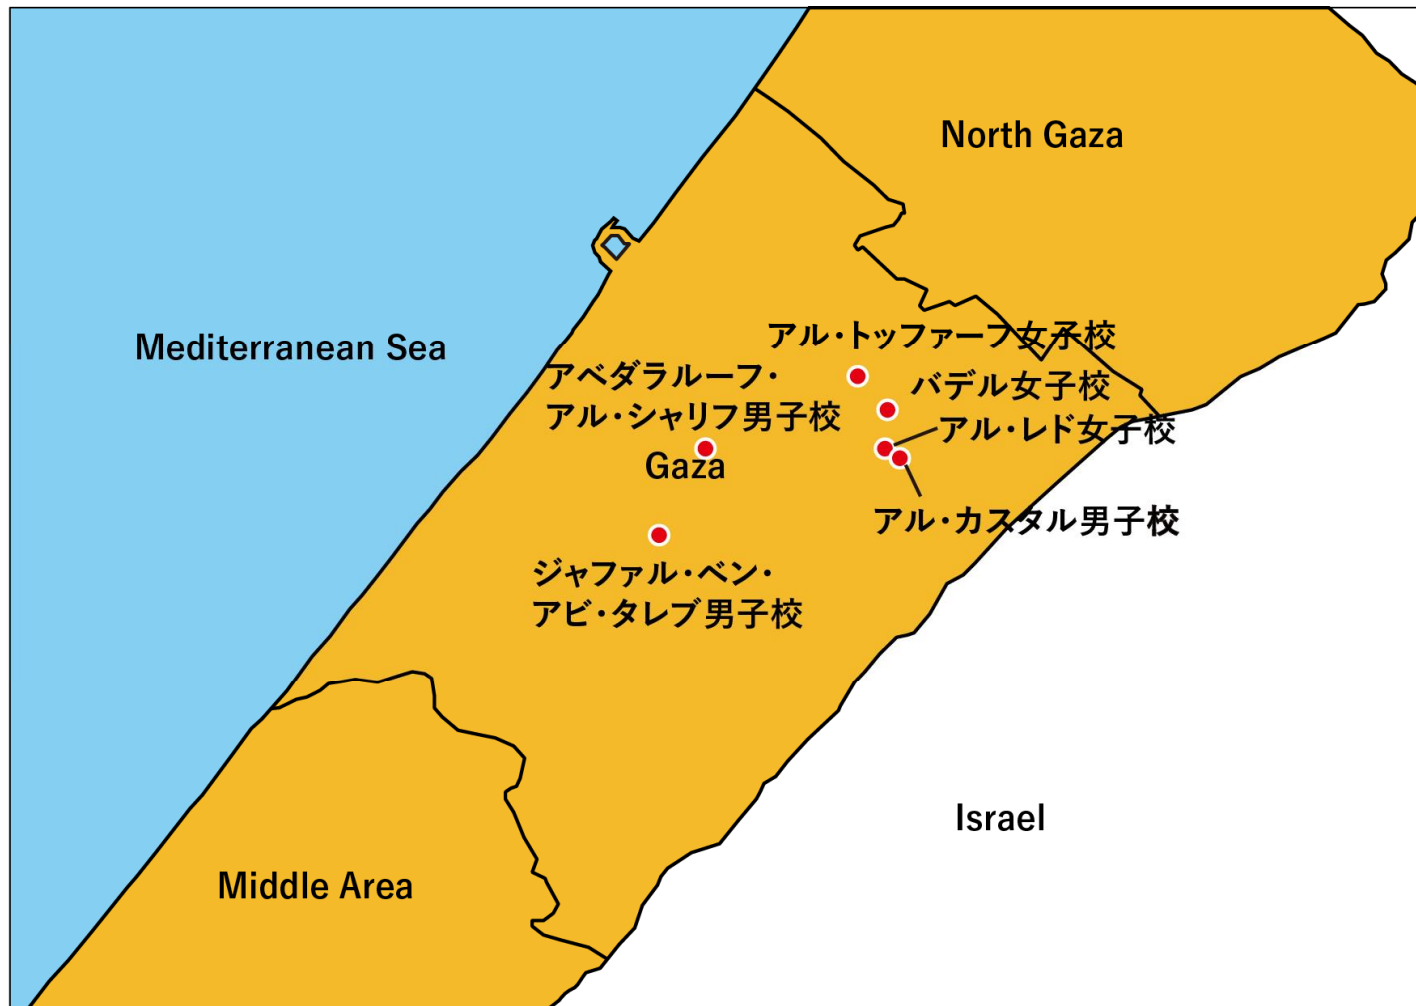 North Gaza
Mediterranean Sea
アル・トッファーフ女子校
アベダラルーフ・
アル・シャリフ男子校
バデル女子校
アル・レド女子校
Gaza
アル・カスタル男子校
ジャファル・ベン・
アビ・タレブ男子校
Israel
Middle Area